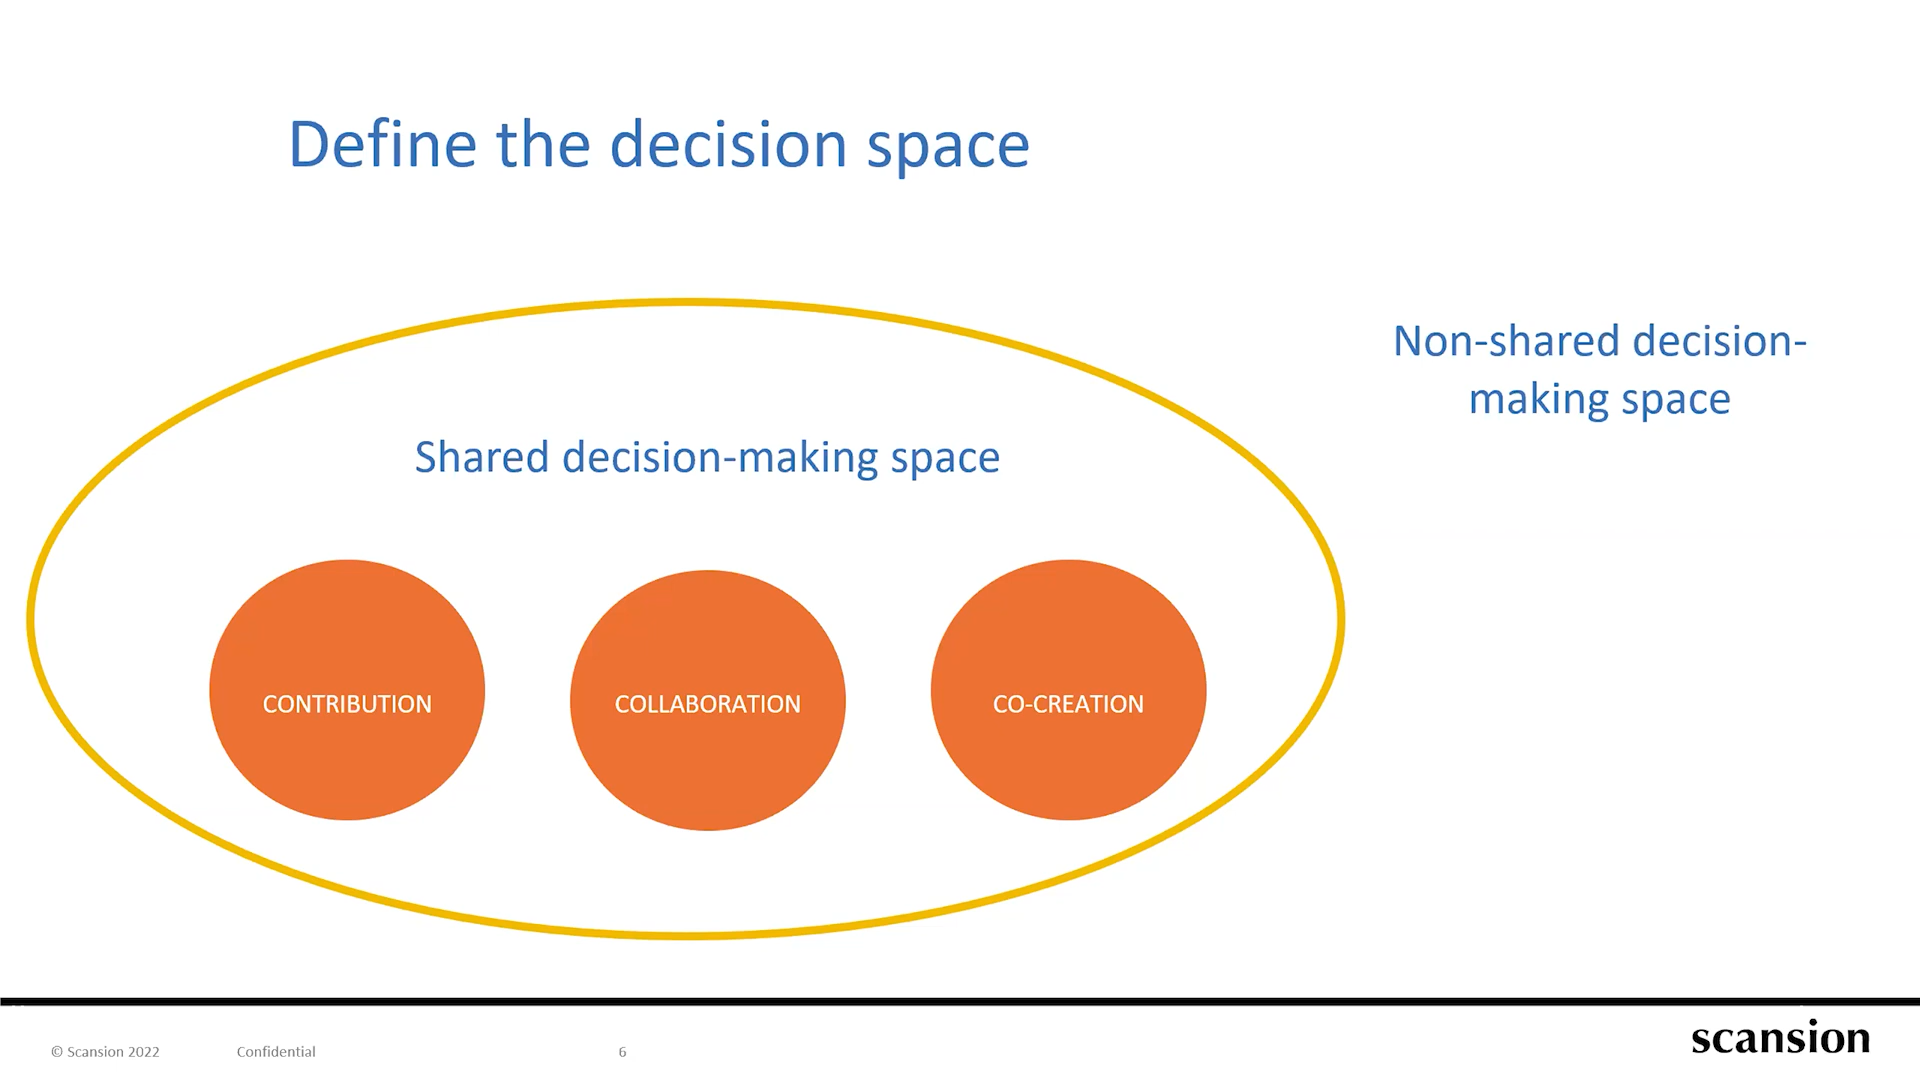 Define the decision space
Non-shared decision-
making space
Shared decision-making space
CONTRIBUTION
COLLABORATION
CO-CREATION
© Scansion 2022
Confidential
6
scansion